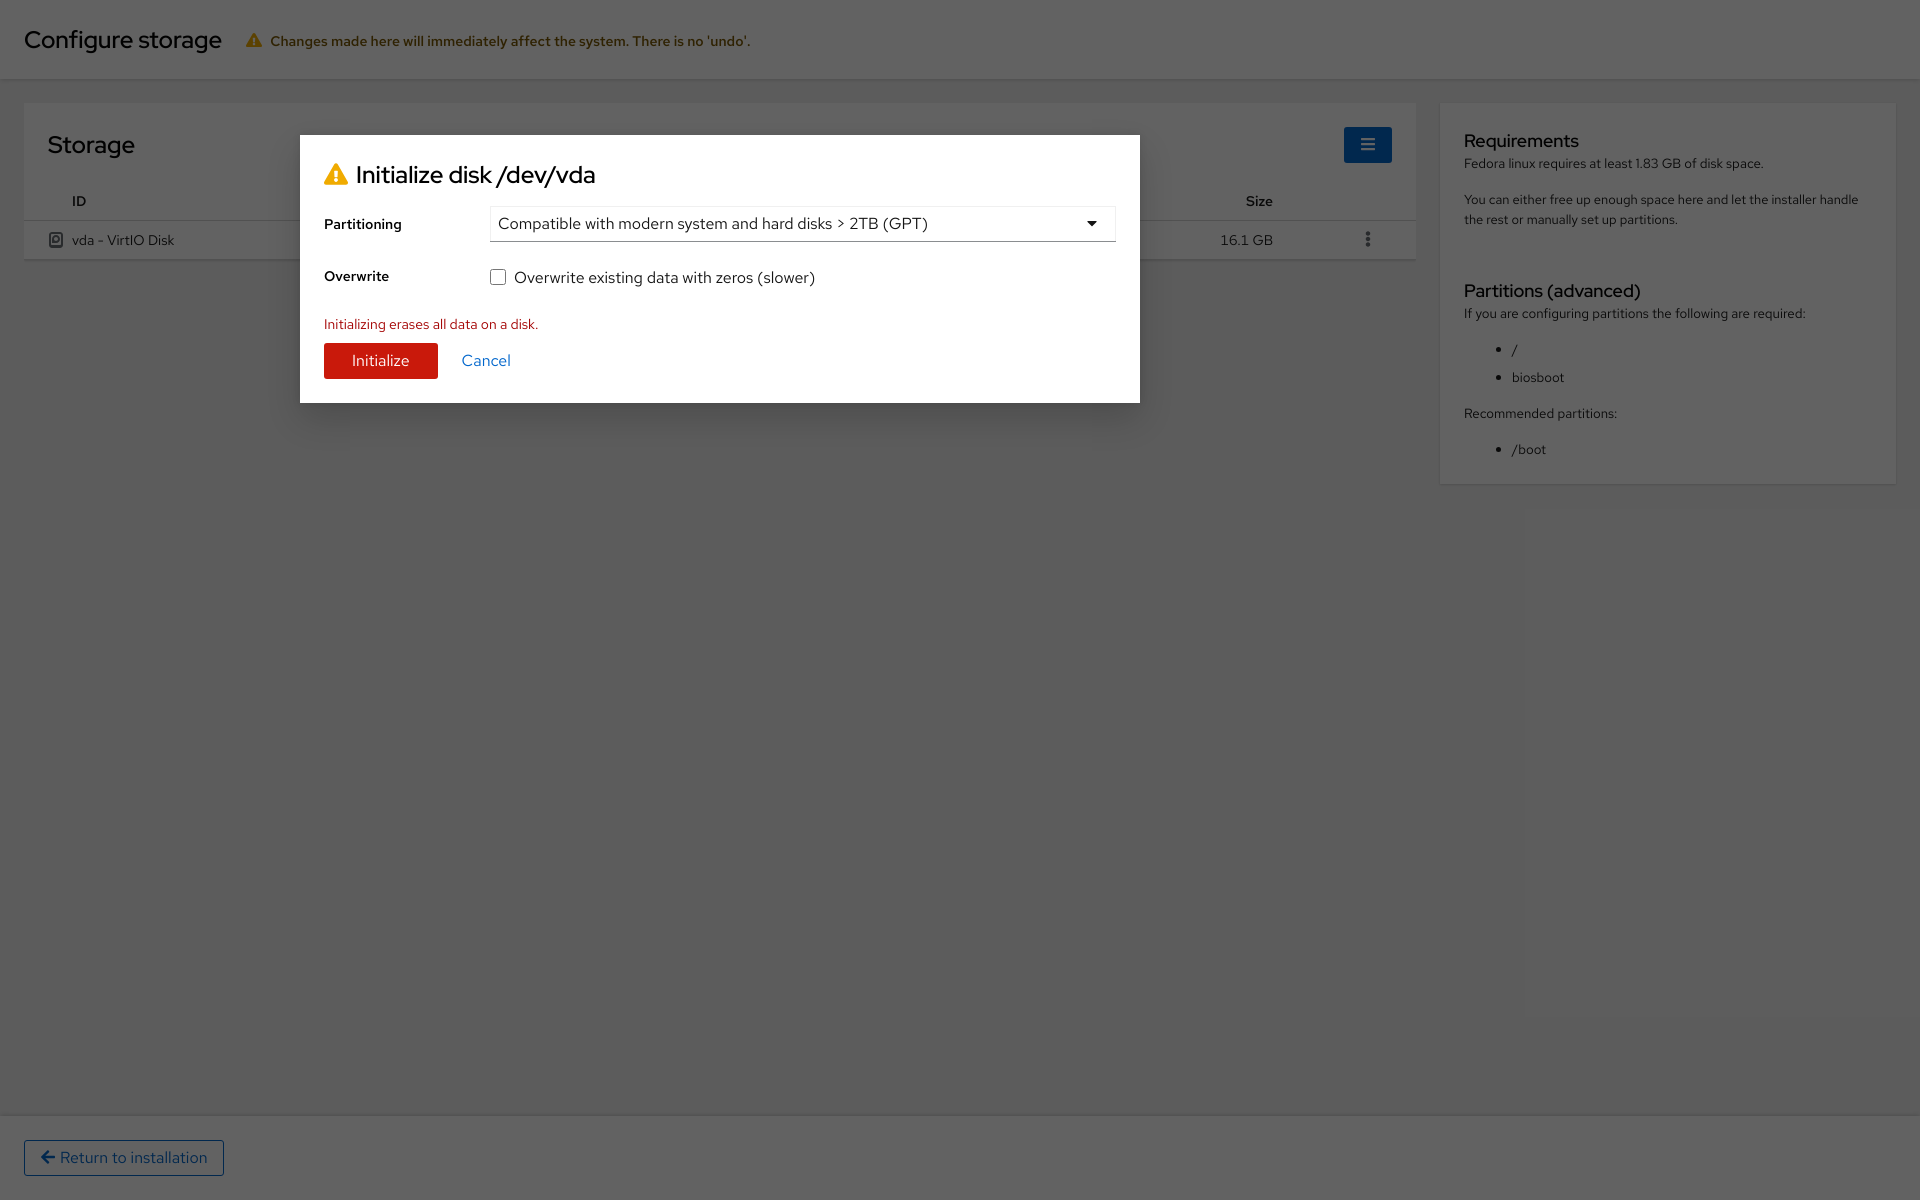 Configure storage
Changes made here will immediately affect the system. There is no 'undo'.
Storage
ID
Size
vda - VirtIO Disk
16.1 GB
Initialize disk /dev/vda
Partitioning
Compatible with modern system and hard disks > 2TB (GPT)
Overwrite
Overwrite existing data with zeros (slower)
Initializing erases all data on a disk.
Initialize
Cancel
Requirements
Fedora linux requires at least 1.83 GB of disk space.
You can either free up enough space here and let the installer handle
the rest or manually set up partitions.
Partitions (advanced)
If you are configuring partitions the following are required:
• /
• biosboot
Recommended partitions:
• /boot
Return to installation